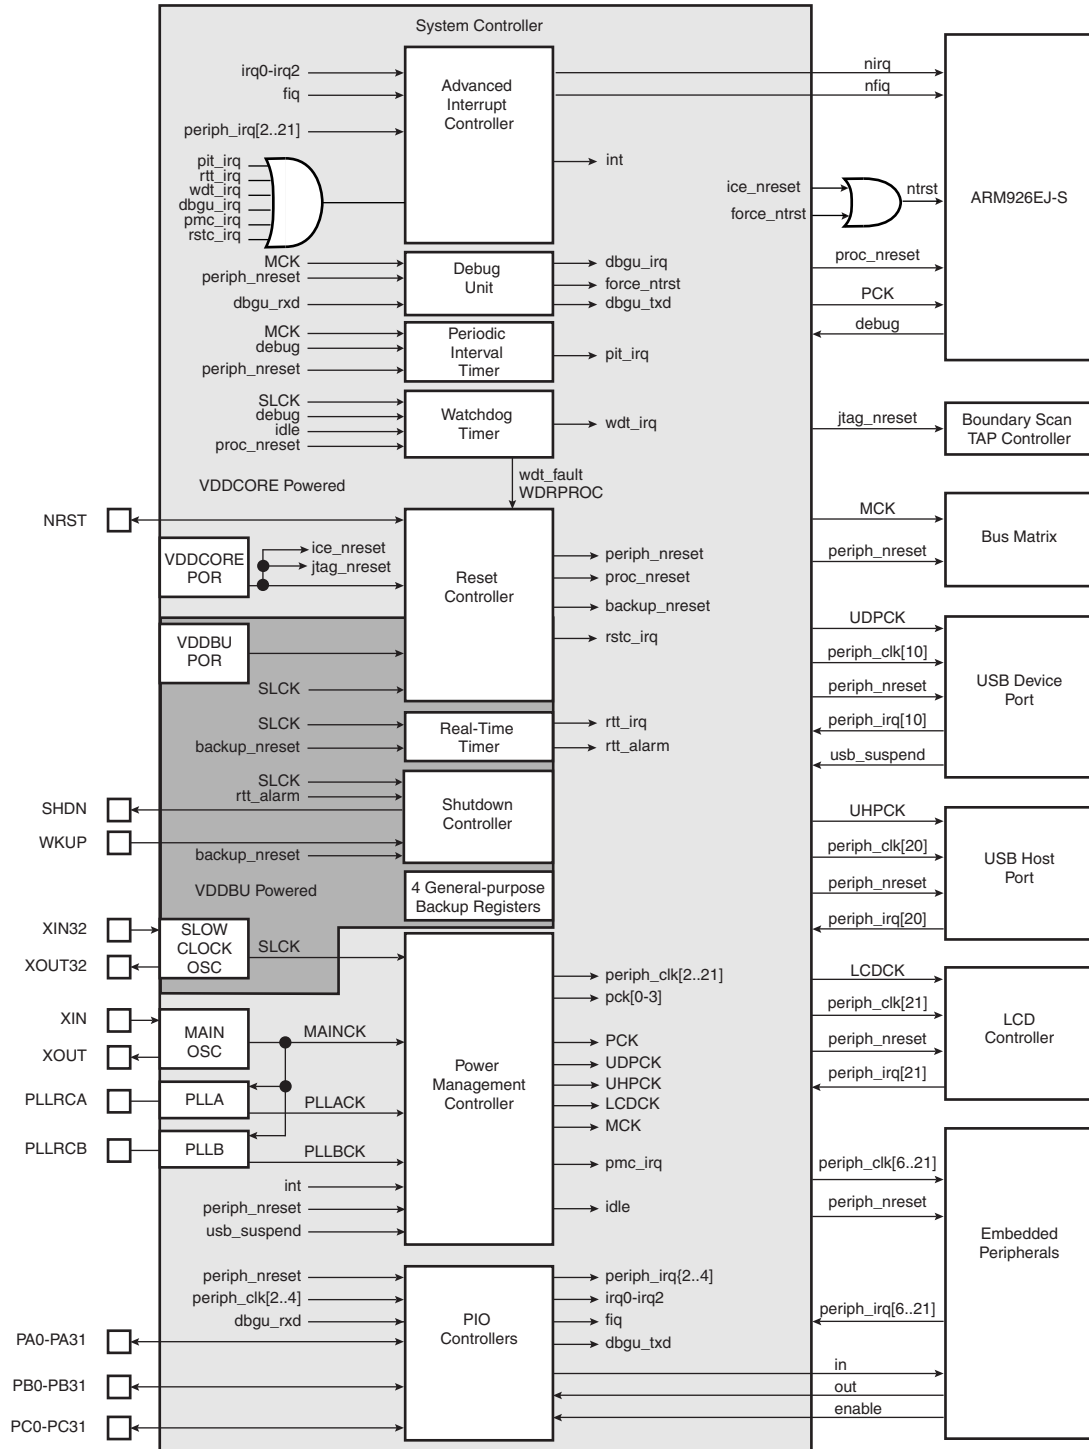 System Controller
irq0-irq2
fiq
periph_irq[2..21]
pit_irq
rtt_irq
wdt_irq
dbgu_irq
pmc_irq
rstc_irq
Advanced
Interrupt
Controller
int
nirq
nfiq
ice_nreset
force_ntrst
ntrst
ARM926EJ-S
proc_nreset
PCK
debug
MCK
periph_nreset
dbgu_rxd
Debug
Unit
dbgu_irq
force_ntrst
dbgu_txd
MCK
debug
periph_nreset
Periodic
Interval
Timer
pit_irq
SLCK
debug
idle
proc_nreset
Watchdog
Timer
wdt_irq
jtag_nreset
Boundary Scan
TAP Controller
wdt_fault
WDRPROC
VDDCORE Powered
NRST
VDDCORE
POR
ice_nreset
jtag_nreset
Reset
Controller
periph_nreset
proc_nreset
backup_nreset
rstc_irq
MCK
periph_nreset
Bus Matrix
VDDBU
POR
SLCK
UDPCK
periph_clk[10]
periph_nreset
periph_irq[10]
usb_suspend
USB Device
Port
SLCK
backup_nreset
Real-Time
Timer
rtt_irq
rtt_alarm
SLCK
rtt_alarm
SHDN
WKUP
backup_nreset
Shutdown
Controller
UHPCK
periph_clk[20]
periph_nreset
periph_irq[20]
USB Host
Port
VDDBU Powered
4 General-purpose
Backup Registers
XIN32
XOUT32
SLOW
CLOCK
OSC
SLCK
XIN
XOUT
MAIN
OSC
MAINCK
PLLRCA
PLLA
PLLACK
PLLRCB
PLLB
PLLBCK
int
periph_nreset
usb_suspend
Power
Management
Controller
periph_clk[2..21]
pck[0-3]
PCK
UDPCK
UHPCK
LCDCK
MCK
pmc_irq
idle
LCDCK
periph_clk[21]
periph_nreset
periph_irq[21]
LCD
Controller
periph_clk[6..21]
periph_nreset
periph_irq[6..21]
in
out
enable
Embedded
Peripherals
periph_nreset
periph_clk[2..4]
dbgu_rxd
PA0-PA31
PB0-PB31
PC0-PC31
PIO
Controllers
periph_irq{2..4]
irq0-irq2
fiq
dbgu_txd